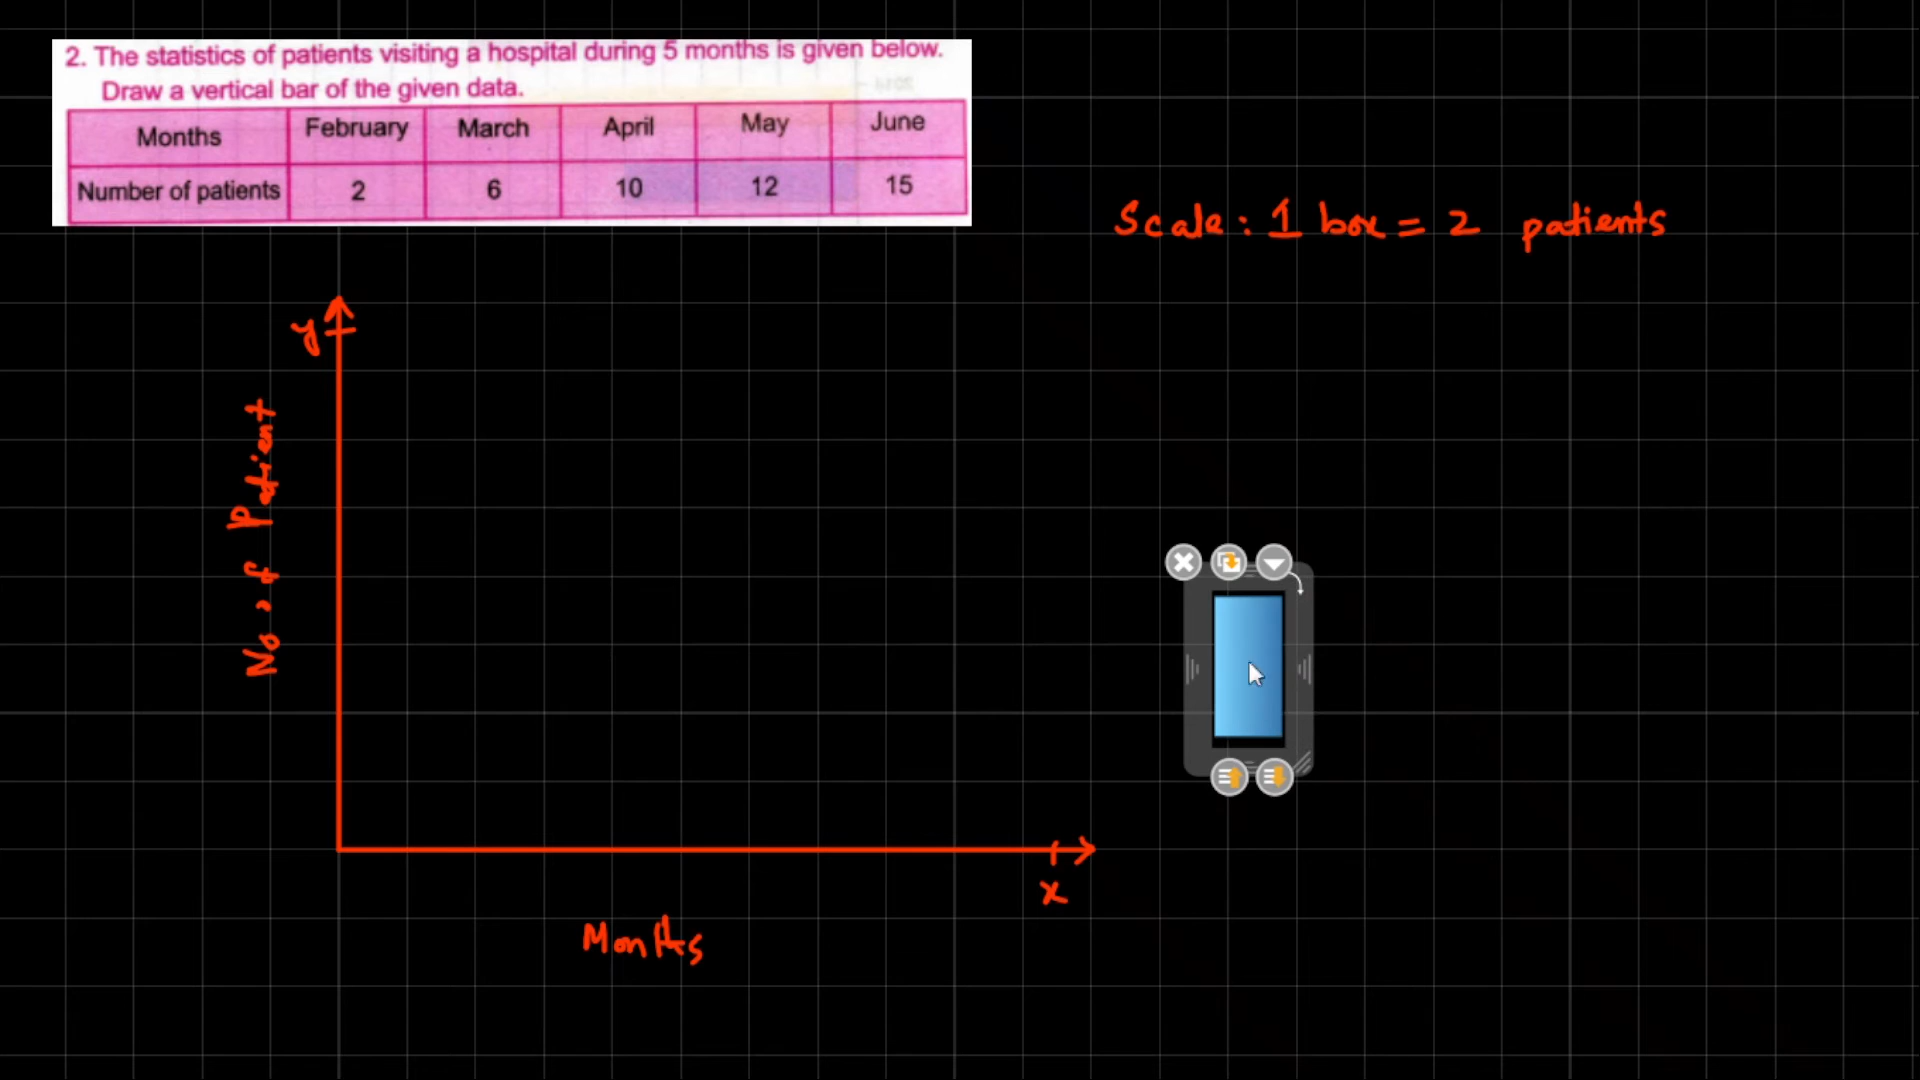 2. The statistics of patients visiting a hospital during 5 months is given below.
Draw a vertical bar of the given data.
Months February March April May June
Number of patients 2 6 10 12 15
Scale: 1 box = 2 patients
y
No. of Patient
x
Months